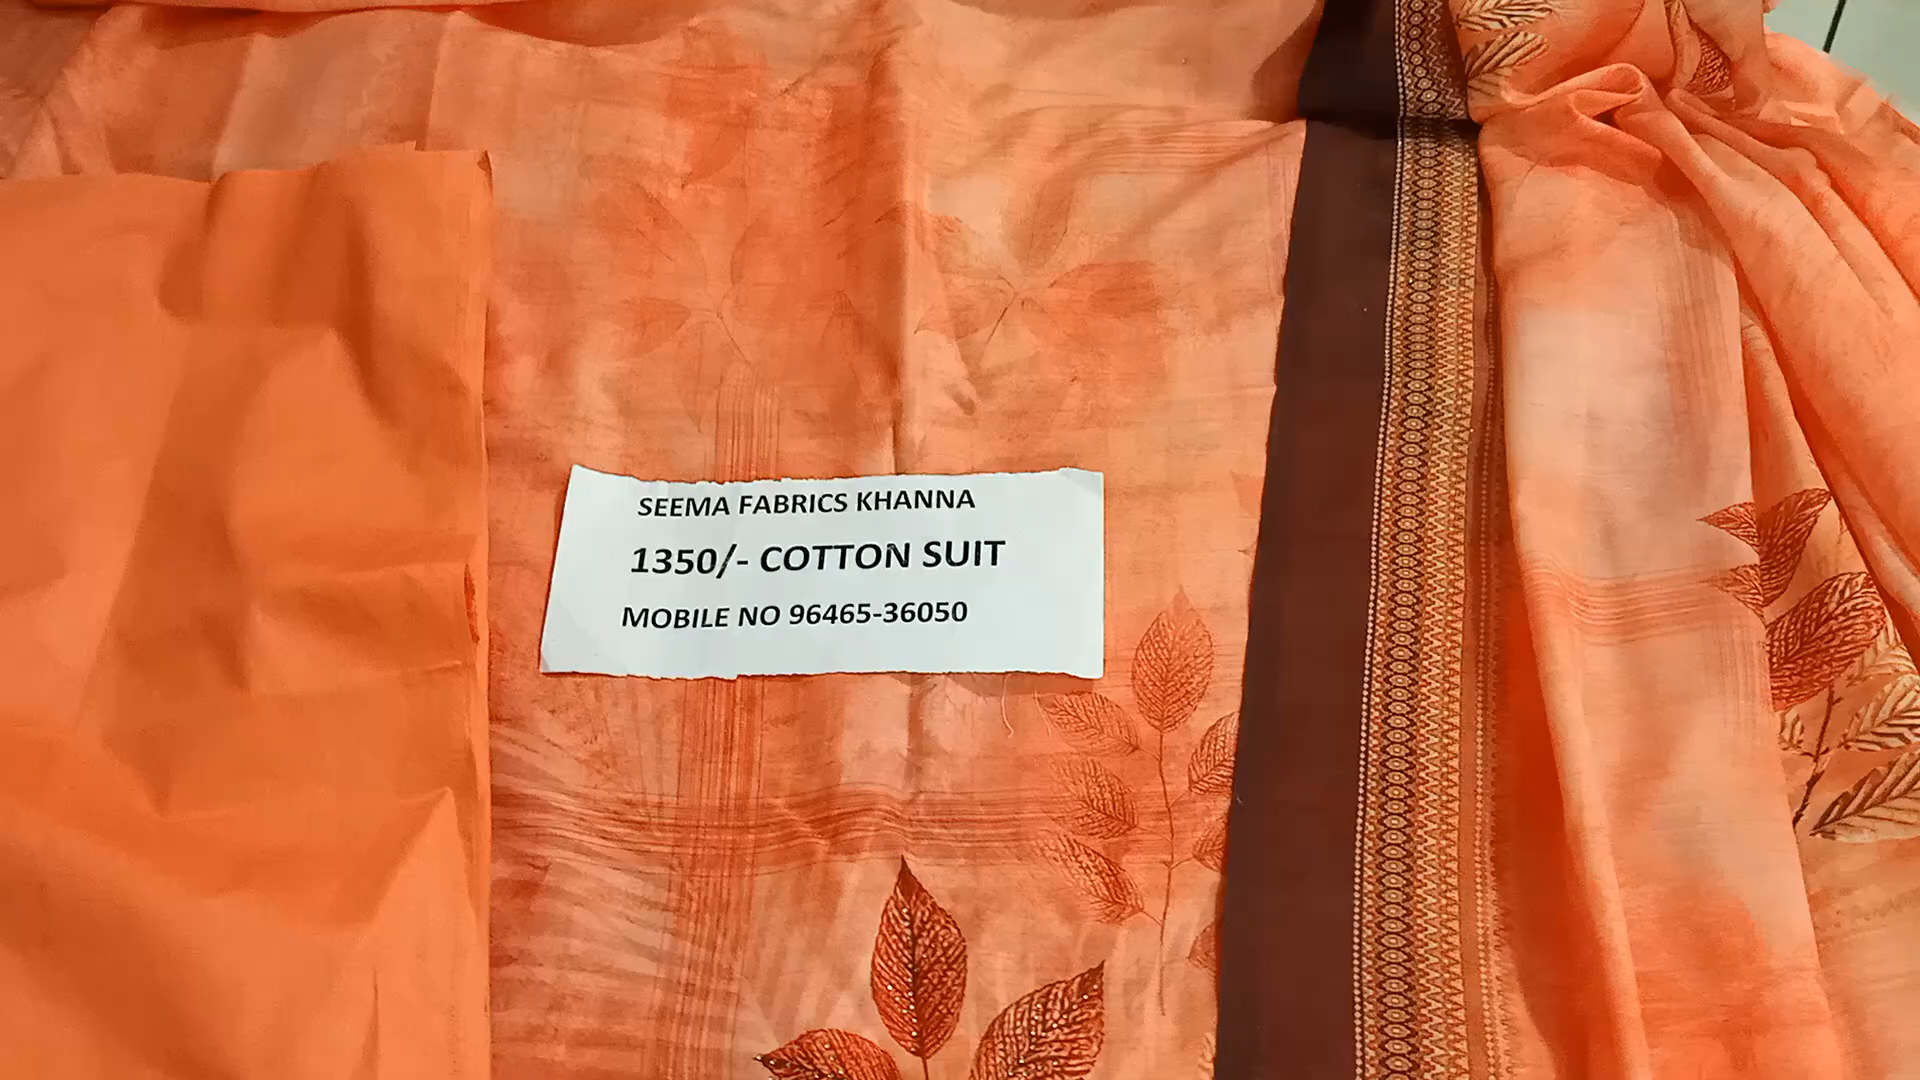 SEEMA FABRICS KHANNA
1350/- COTTON SUIT
MOBILE NO 96465-36050